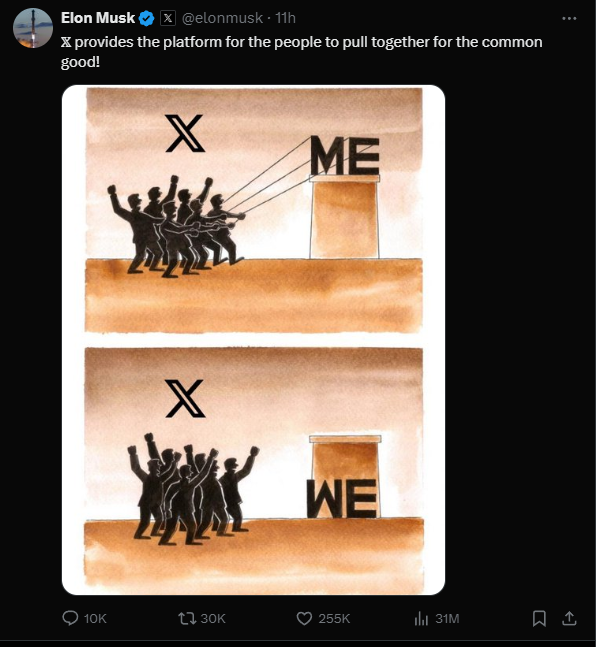 Elon Musk 𝕏 @elonmusk · 11h
𝕏 provides the platform for the people to pull together for the common
good!
𝕏
ME
𝕏
WE
10K 30K 255K 31M